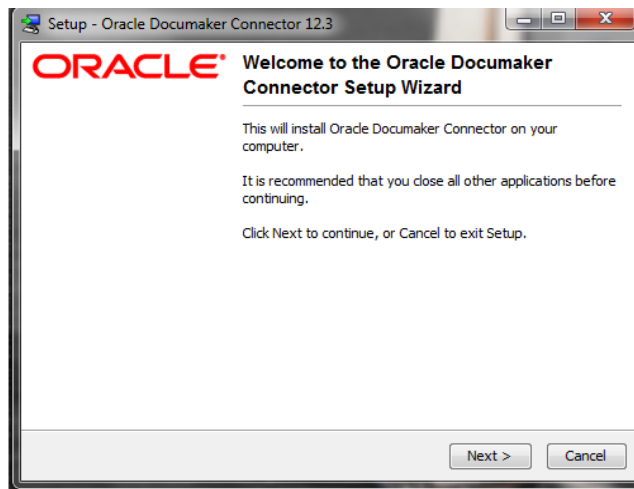 Setup - Oracle Documaker Connector 12.3
ORACLE®
Welcome to the Oracle Documaker
Connector Setup Wizard
This will install Oracle Documaker Connector on your
computer.
It is recommended that you close all other applications before
continuing.
Click Next to continue, or Cancel to exit Setup.
Next >
Cancel